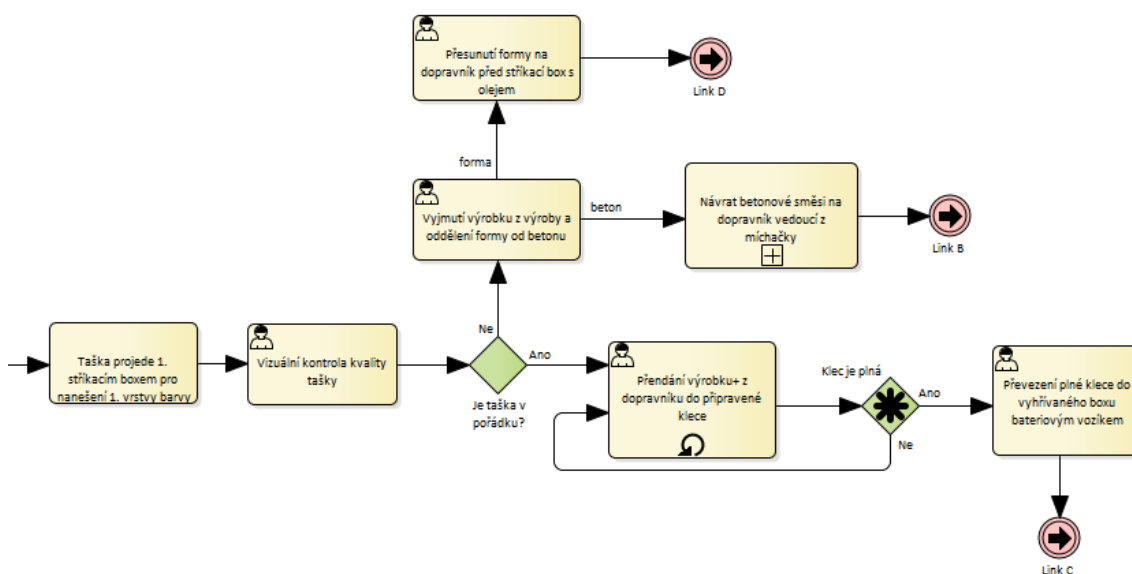 Přesunutí formy na
dopravník před stříkací box s
olejem
Link D
forma
Vyjmutí výrobku z výroby a
oddělení formy od betonu
beton
Návrat betonové směsi na
dopravník vedoucí z
míchačky
Link B
Ne
Taška projede 1.
stříkacím boxem pro
nanešení 1. vrstvy barvy
Vizuální kontrola kvality
tašky
Ano
Je taška v
pořádku?
Přendání výrobku+ z
dopravníku do připravené
klece
Klec je plná
Ano
Ne
Převezení plné klece do
vyhřívaného boxu
bateriovým vozíkem
Link C